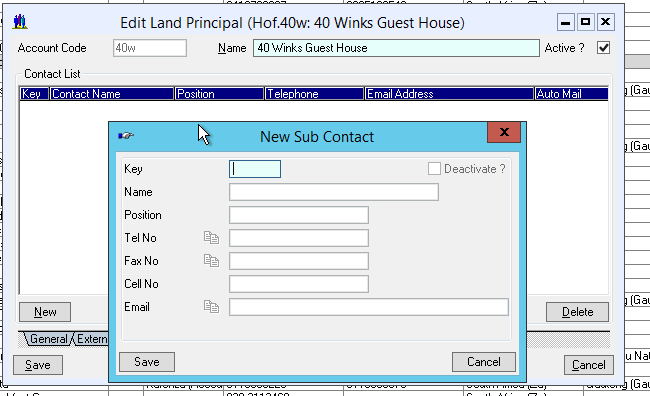 Edit Land Principal (Hof.40w: 40 Winks Guest House)
Account Code 40w Name 40 Winks Guest House Active ?
Contact List
Key Contact Name Position Telephone Email Address Auto Mail
New Sub Contact
Key Deactivate ?
Name
Position
Tel No
Fax No
Cell No
Email
Save Cancel
New Delete
General Extern
Save Cancel